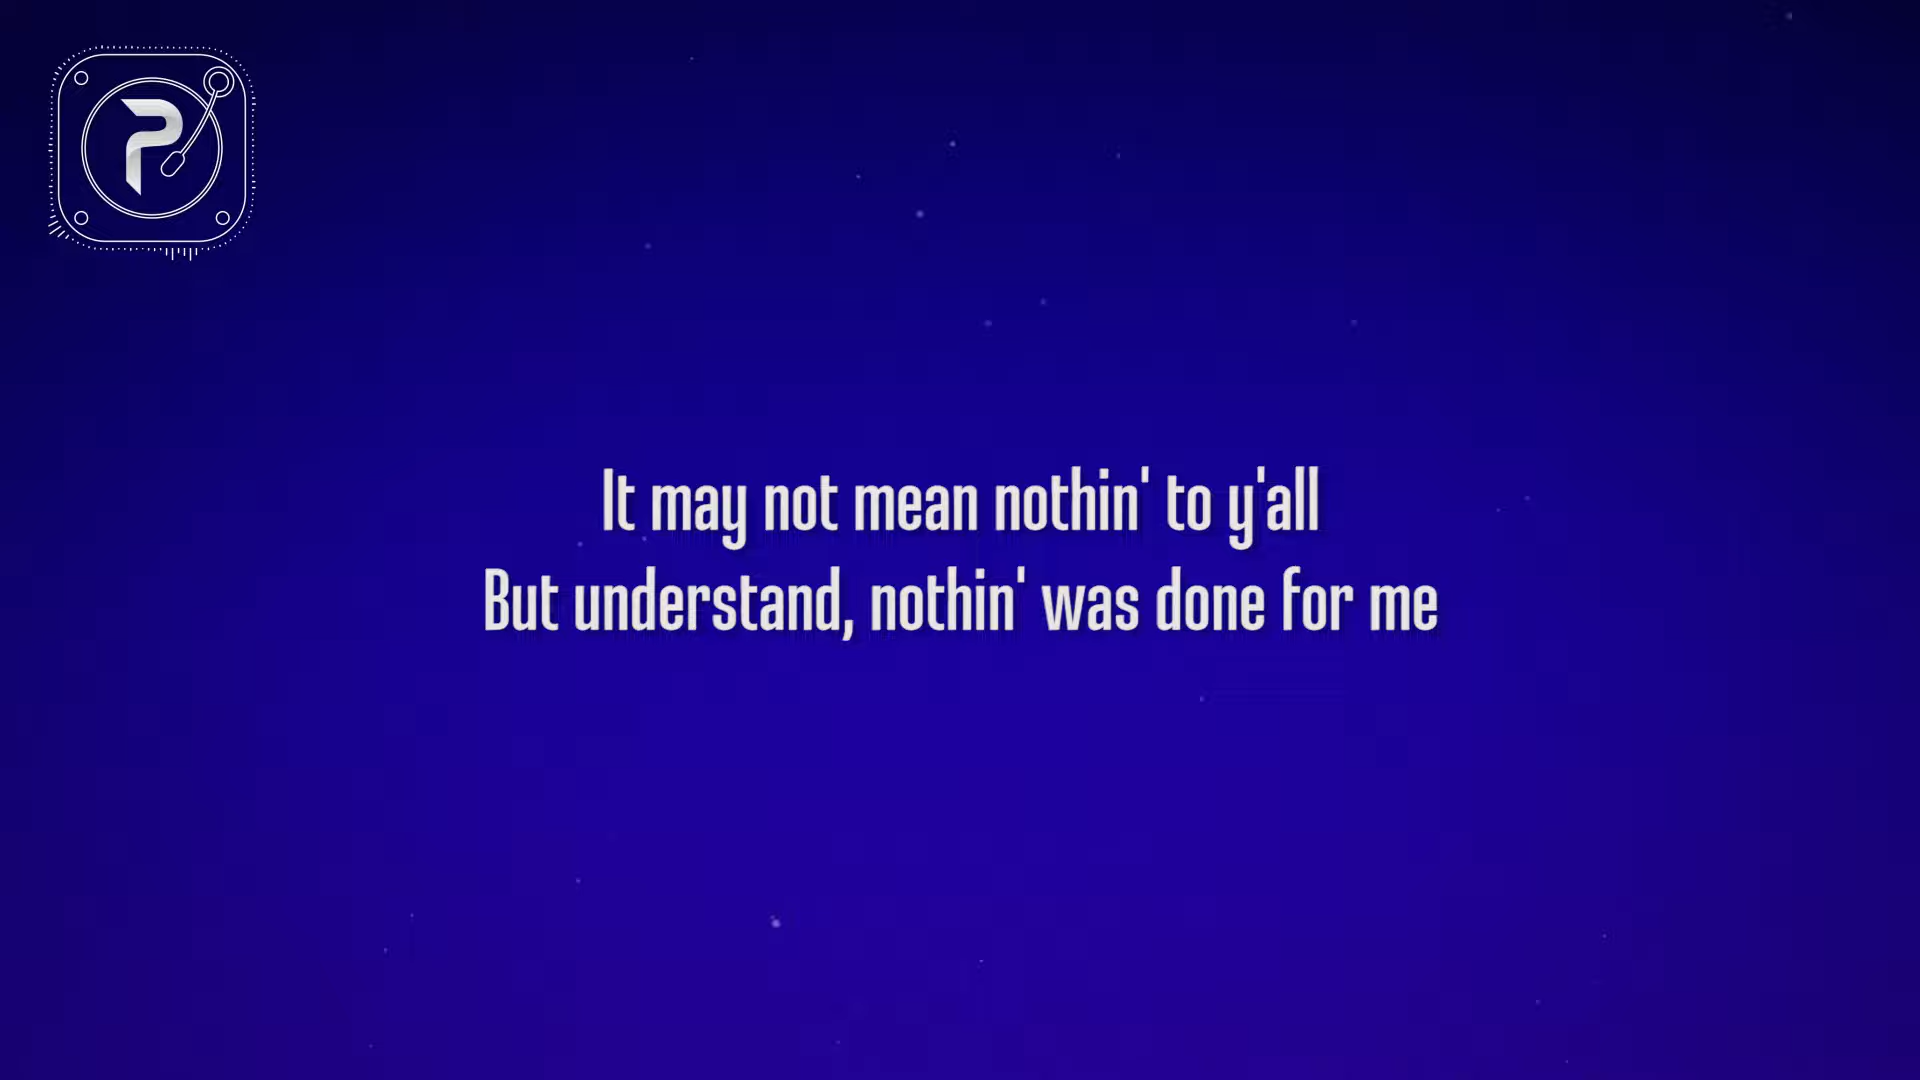 P
It may not mean nothin' to y'all
But understand, nothin' was done for me